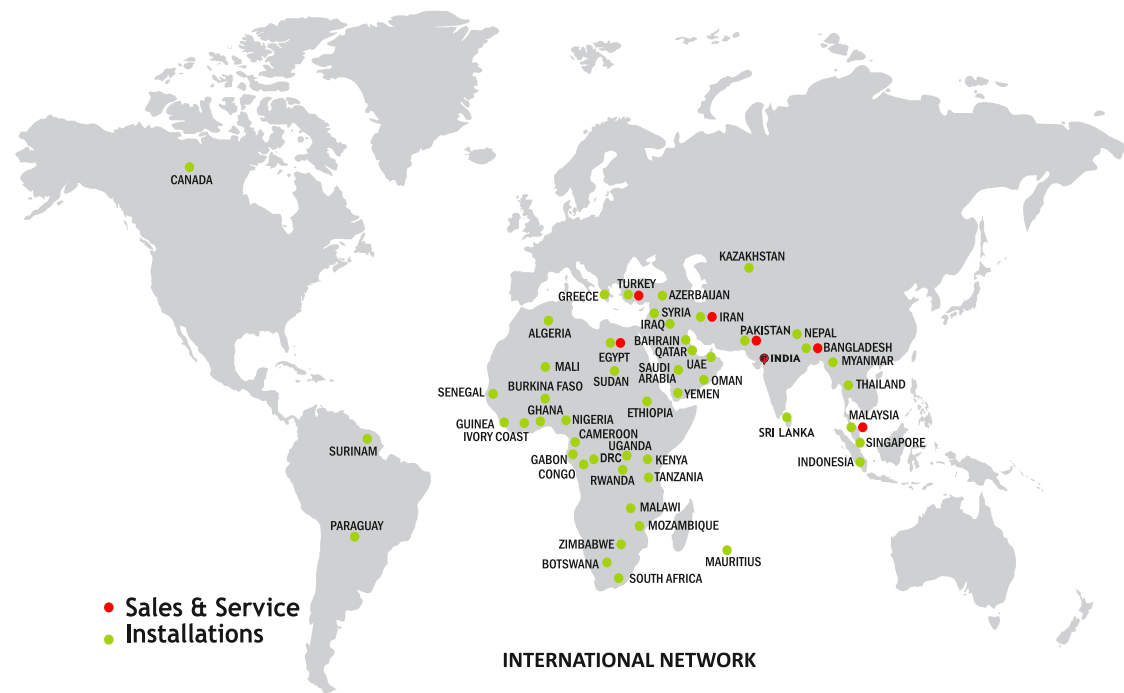 CANADA
KAZAKHSTAN
TURKEY
GREECE
AZERBAIJAN
SYRIA
IRAN
IRAQ
ALGERIA
PAKISTAN
NEPAL
BAHRAIN
BANGLADESH
EGYPT
QATAR
INDIA
MYANMAR
MALI
SAUDI
ARABIA
UAE
SUDAN
OMAN
THAILAND
BURKINA FASO
SENEGAL
YEMEN
ETHIOPIA
GHANA
MALAYSIA
GUINEA
NIGERIA
IVORY COAST
SRI LANKA
CAMEROON
SINGAPORE
UGANDA
SURINAM
GABON
DRC
KENYA
INDONESIA
CONGO
RWANDA
TANZANIA
MALAWI
PARAGUAY
MOZAMBIQUE
ZIMBABWE
MAURITIUS
BOTSWANA
SOUTH AFRICA
Sales & Service
Installations
INTERNATIONAL NETWORK